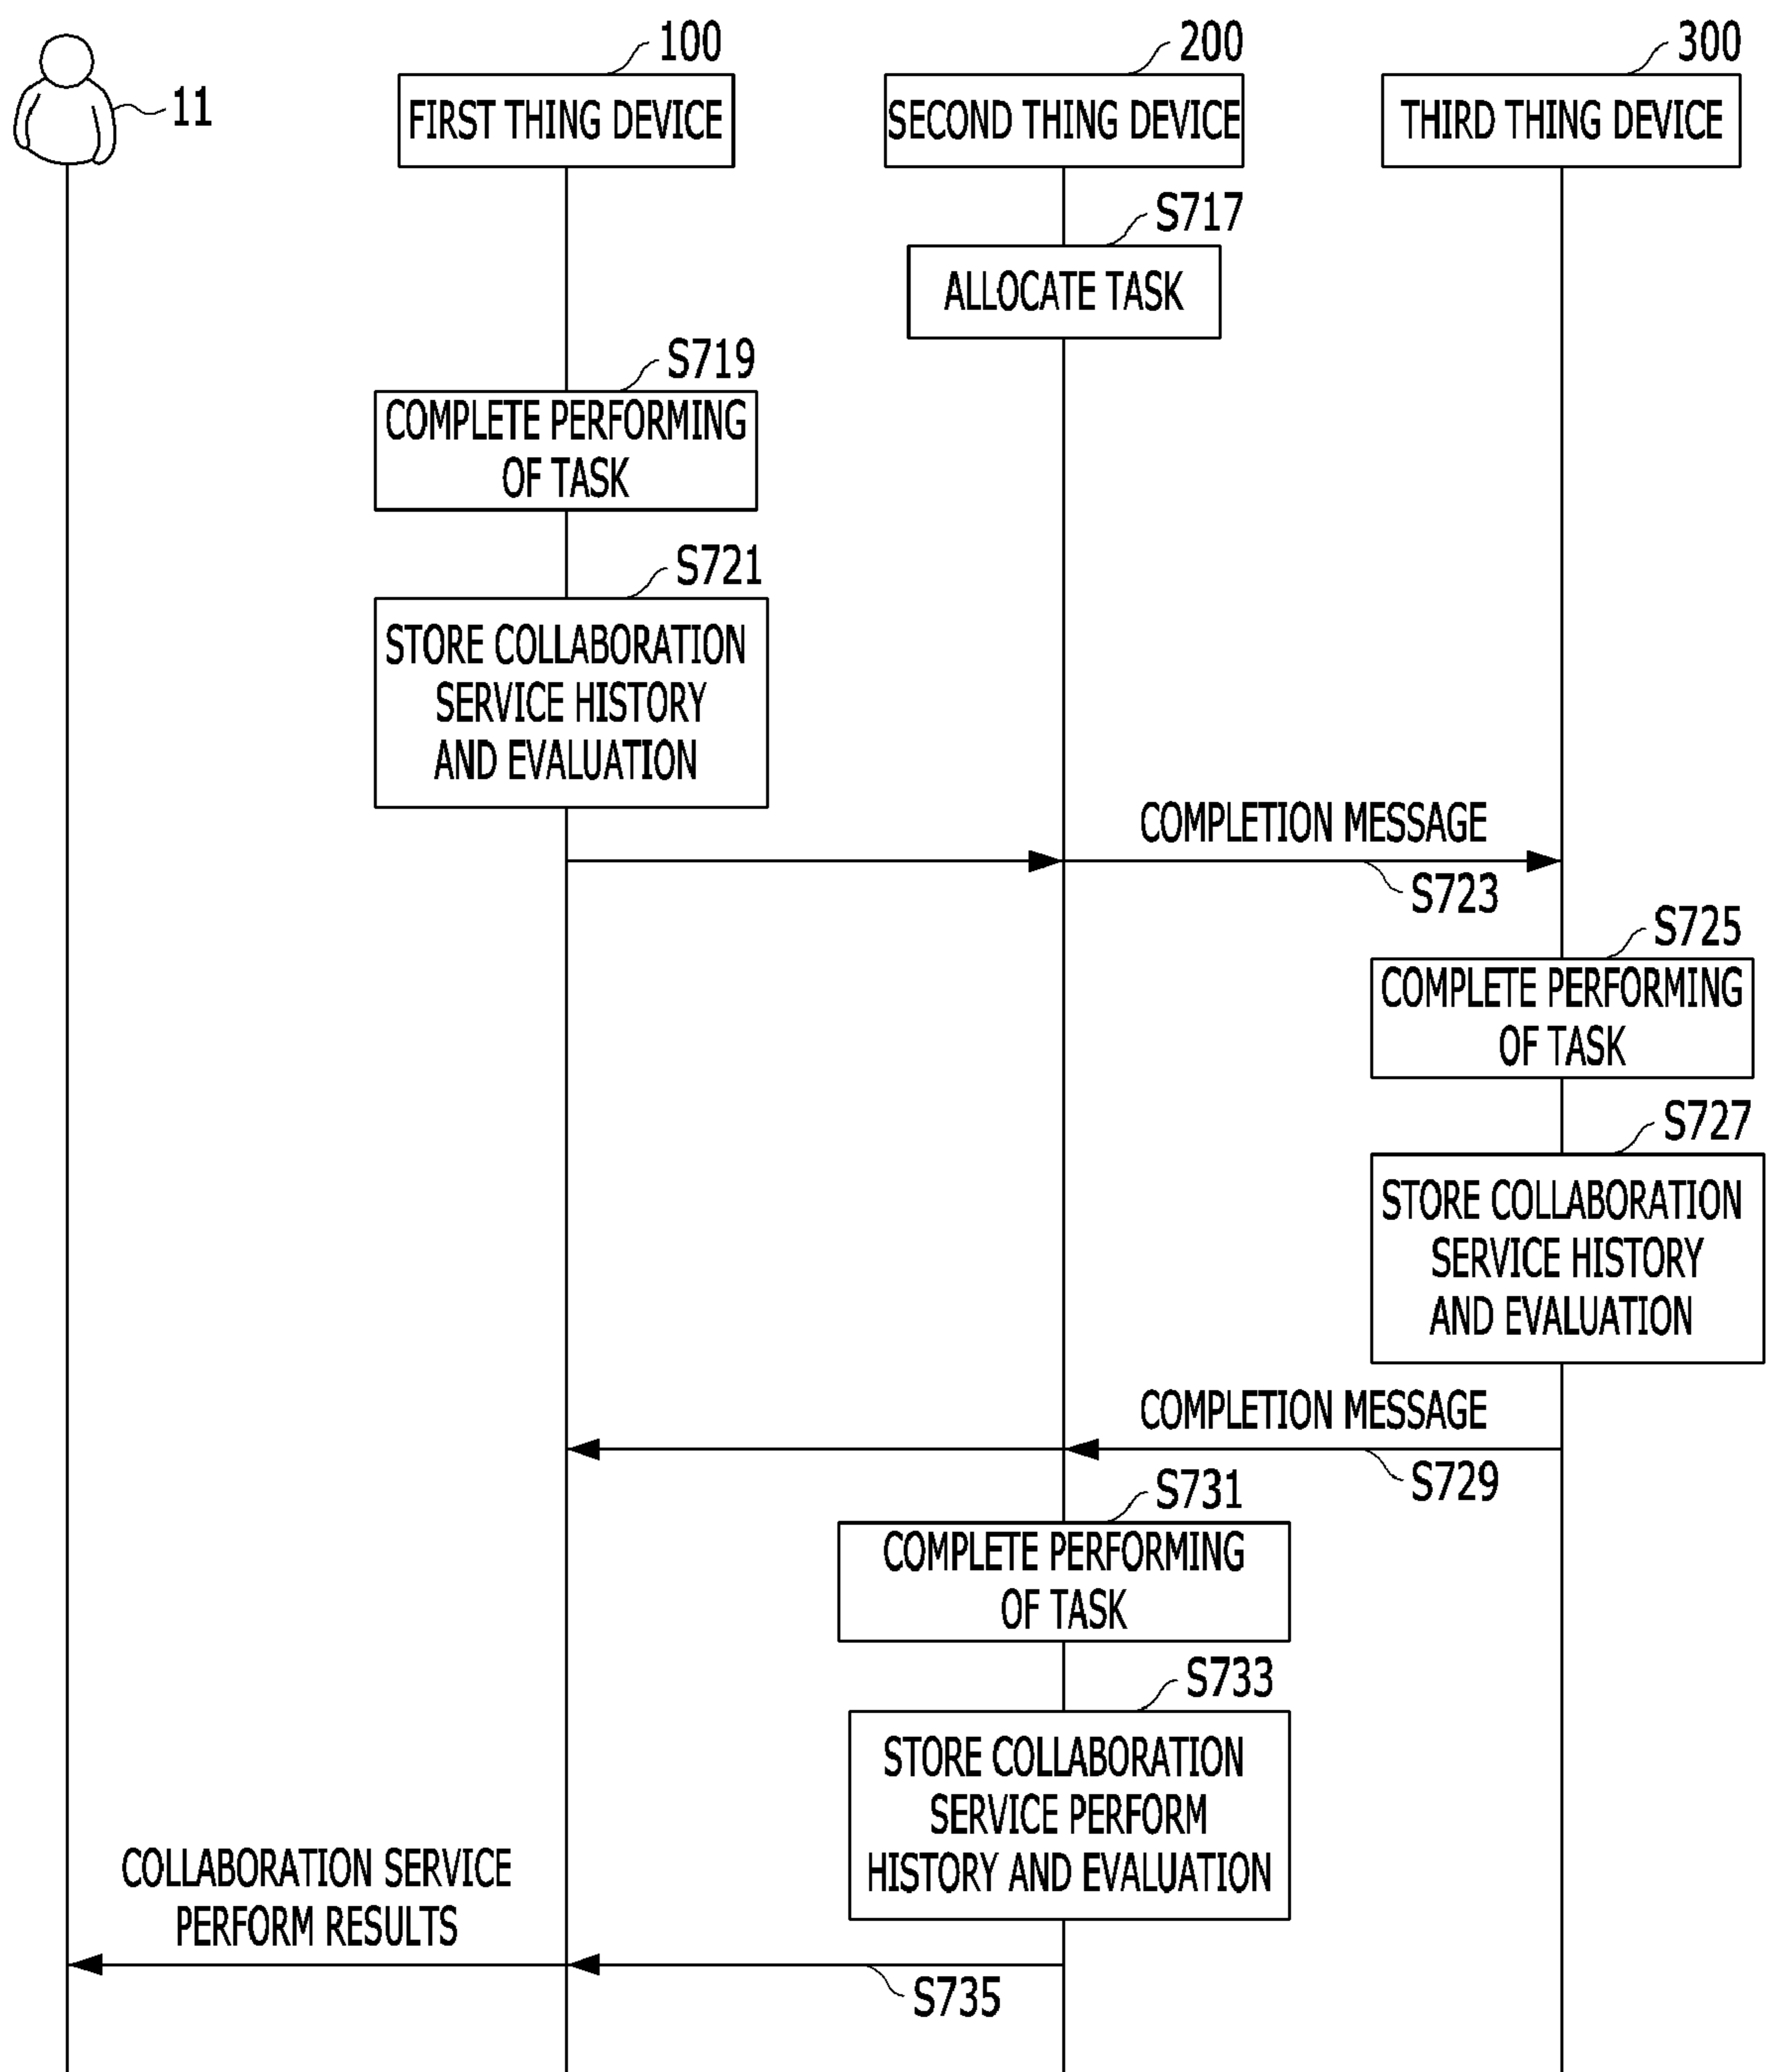 100
200
300
11
FIRST THING DEVICE
SECOND THING DEVICE
THIRD THING DEVICE
S717
ALLOCATE TASK
S719
COMPLETE PERFORMING
OF TASK
S721
STORE COLLABORATION
SERVICE HISTORY
AND EVALUATION
COMPLETION MESSAGE
S723
S725
COMPLETE PERFORMING
OF TASK
S727
STORE COLLABORATION
SERVICE HISTORY
AND EVALUATION
COMPLETION MESSAGE
S729
S731
COMPLETE PERFORMING
OF TASK
S733
STORE COLLABORATION
SERVICE PERFORM
HISTORY AND EVALUATION
COLLABORATION SERVICE
PERFORM RESULTS
S735